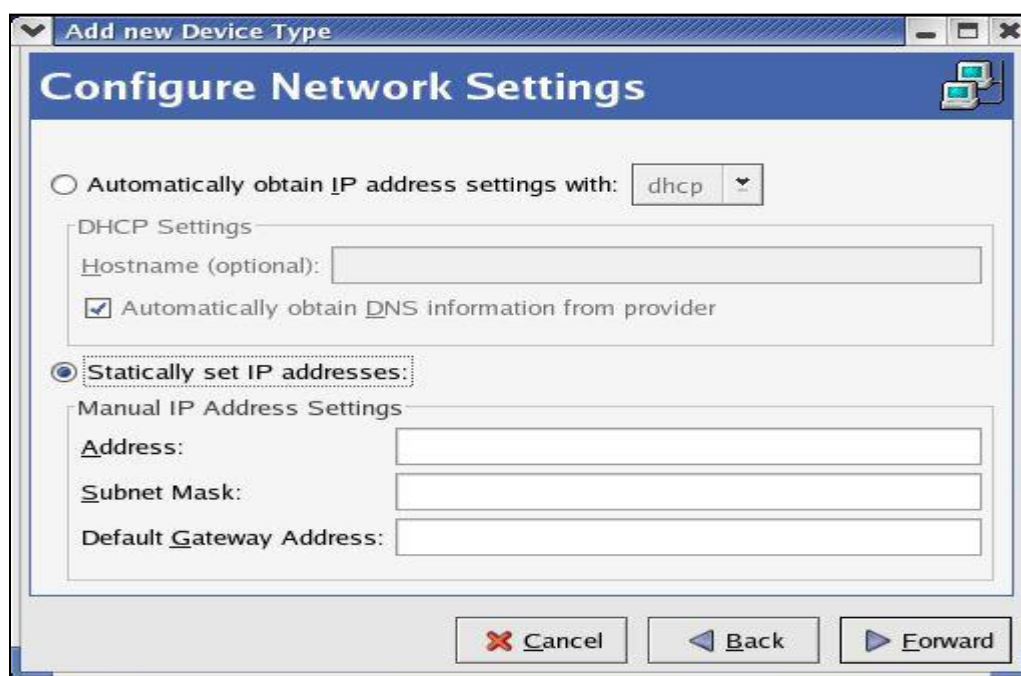 Add new Device Type
Configure Network Settings
Automatically obtain IP address settings with: dhcp
DHCP Settings
Hostname (optional):
Automatically obtain DNS information from provider
Statically set IP addresses:
Manual IP Address Settings
Address:
Subnet Mask:
Default Gateway Address:
Cancel Back Forward